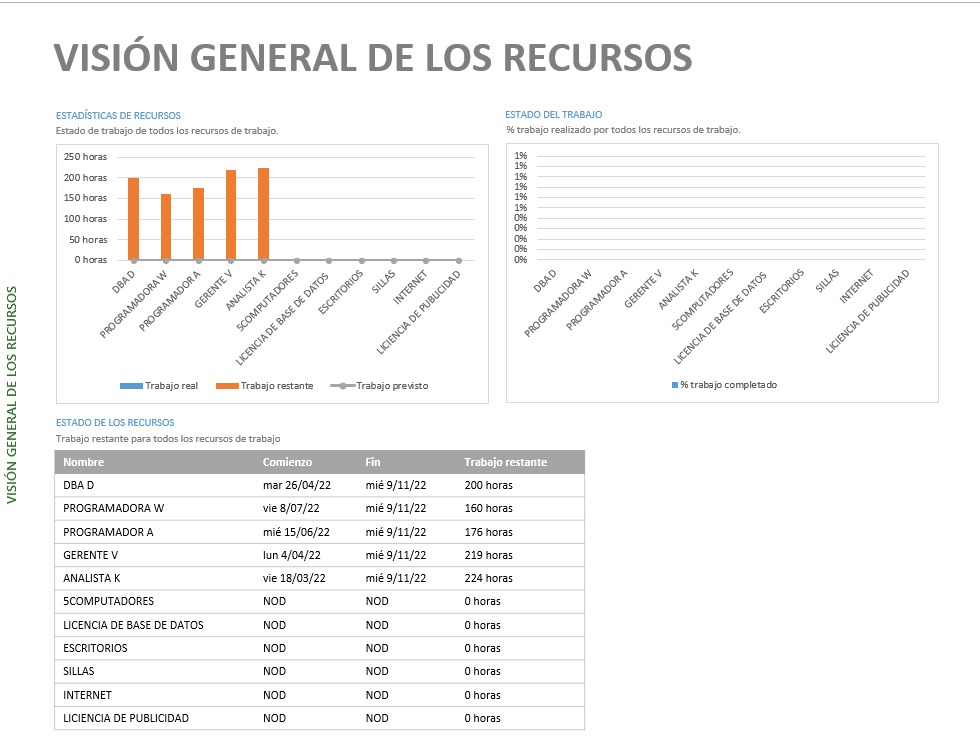 VISIÓN GENERAL DE LOS RECURSOS
VISIÓN GENERAL DE LOS RECURSOS
ESTADÍSTICAS DE RECURSOS
Estado de trabajo de todos los recursos de trabajo.
250 horas
200 horas
150 horas
100 horas
50 horas
0 horas
DBA D
PROGRAMADORA W
PROGRAMADOR A
GERENTE V
ANALISTA K
5COMPUTADORES
LICENCIA DE BASE DE DATOS
ESCRITORIOS
SILLAS
INTERNET
LICIENCIA DE PUBLICIDAD
Trabajo real Trabajo restante Trabajo previsto
ESTADO DEL TRABAJO
% trabajo realizado por todos los recursos de trabajo.
1%
1%
1%
1%
1%
1%
0%
0%
0%
0%
0%
DBA D
PROGRAMADORA W
PROGRAMADOR A
GERENTE V
ANALISTA K
5COMPUTADORES
LICENCIA DE BASE DE DATOS
ESCRITORIOS
SILLAS
INTERNET
LICIENCIA DE PUBLICIDAD
% trabajo completado
ESTADO DE LOS RECURSOS
Trabajo restante para todos los recursos de trabajo
Nombre Comienzo Fin Trabajo restante
DBA D mar 26/04/22 mié 9/11/22 200 horas
PROGRAMADORA W vie 8/07/22 mié 9/11/22 160 horas
PROGRAMADOR A mié 15/06/22 mié 9/11/22 176 horas
GERENTE V lun 4/04/22 mié 9/11/22 219 horas
ANALISTA K vie 18/03/22 mié 9/11/22 224 horas
5COMPUTADORES NOD NOD 0 horas
LICENCIA DE BASE DE DATOS NOD NOD 0 horas
ESCRITORIOS NOD NOD 0 horas
SILLAS NOD NOD 0 horas
INTERNET NOD NOD 0 horas
LICIENCIA DE PUBLICIDAD NOD NOD 0 horas